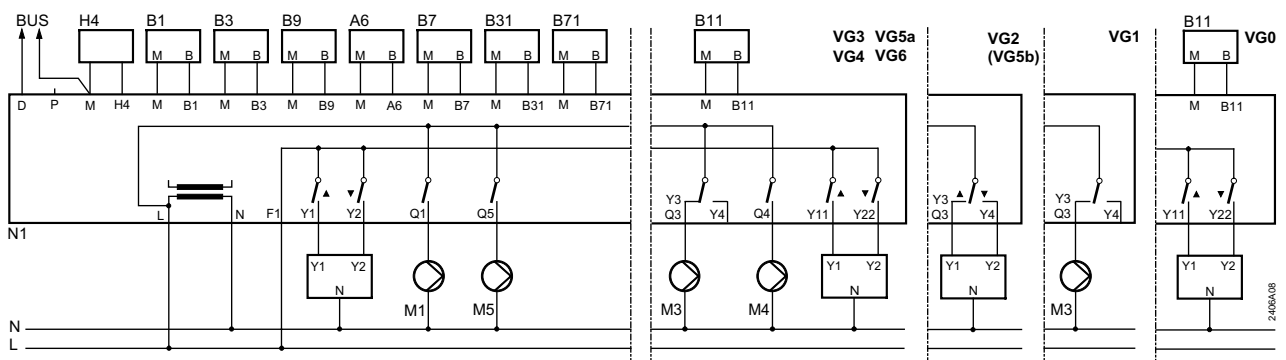 BUS H4 B1 B3 B9 A6 B7 B31 B71 B11 VG3 VG5a VG2 VG1 B11 VG0
VG4 VG6 (VG5b)
M B M B M B M B M B M B M B M B M B
D P M H4 M B1 M B3 M B9 M A6 M B7 M B31 M B71 M B11 M B11
Y3 Y3 Y3
L N F1 Y1 Y2 Q1 Q5 Q3 Y4 Q4 Y11 Y22 Q3 Y4 Q3 Y4 Y11 Y22
N1
Y1 Y2 Y1 Y2 Y1 Y2 Y1 Y2
N N N N
M1 M5 M3 M4 M3
N
L
2406A08